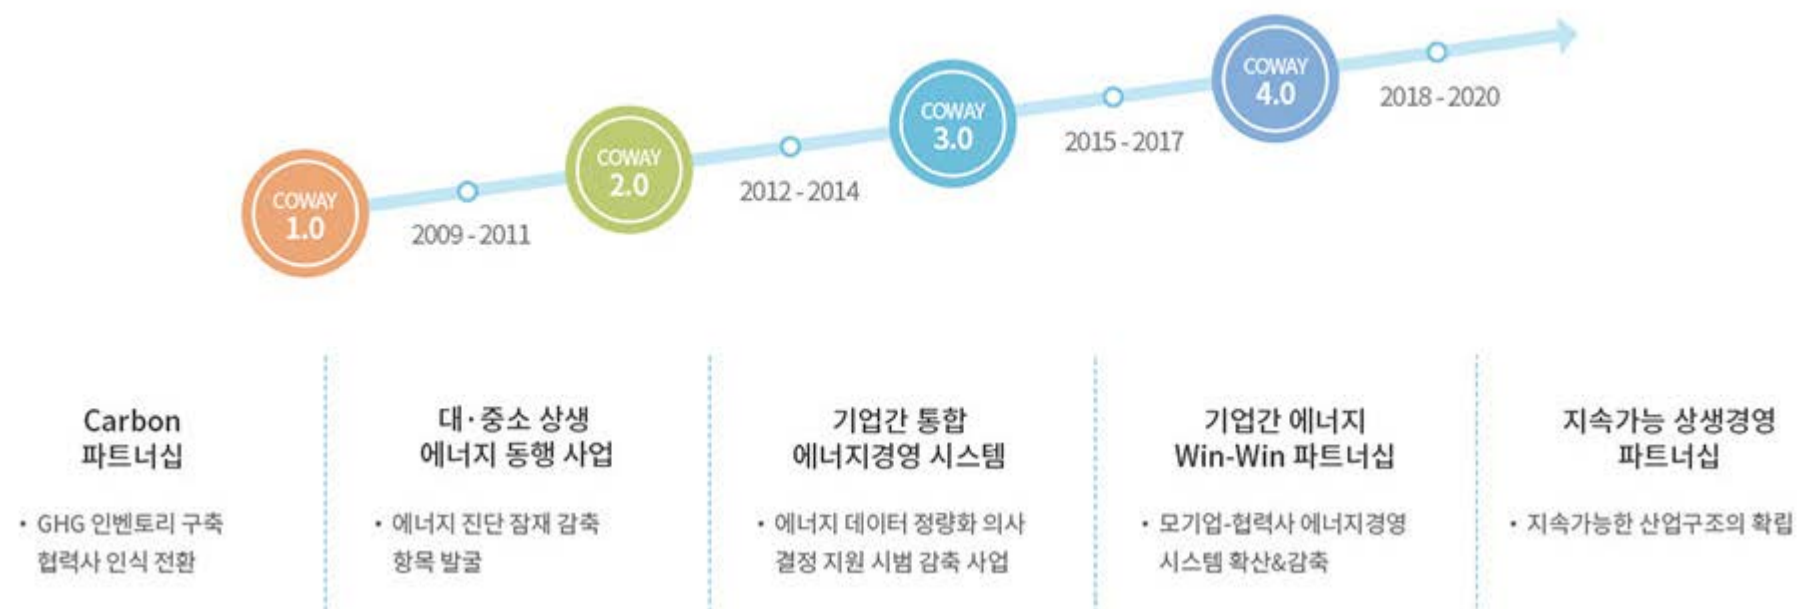 COWAY
1.0
2009 - 2011
COWAY
2.0
2012 - 2014
COWAY
3.0
2015 - 2017
COWAY
4.0
2018 - 2020
Carbon
파트너십
• GHG 인벤토리 구축
협력사 인식 전환
대·중소 상생
에너지 동행 사업
• 에너지 진단 잠재 감축
항목 발굴
기업간 통합
에너지경영 시스템
• 에너지 데이터 정량화 의사
결정 지원 시범 감축 사업
기업간 에너지
Win-Win 파트너십
• 모기업-협력사 에너지경영
시스템 확산&감축
지속가능 상생경영
파트너십
• 지속가능한 산업구조의 확립